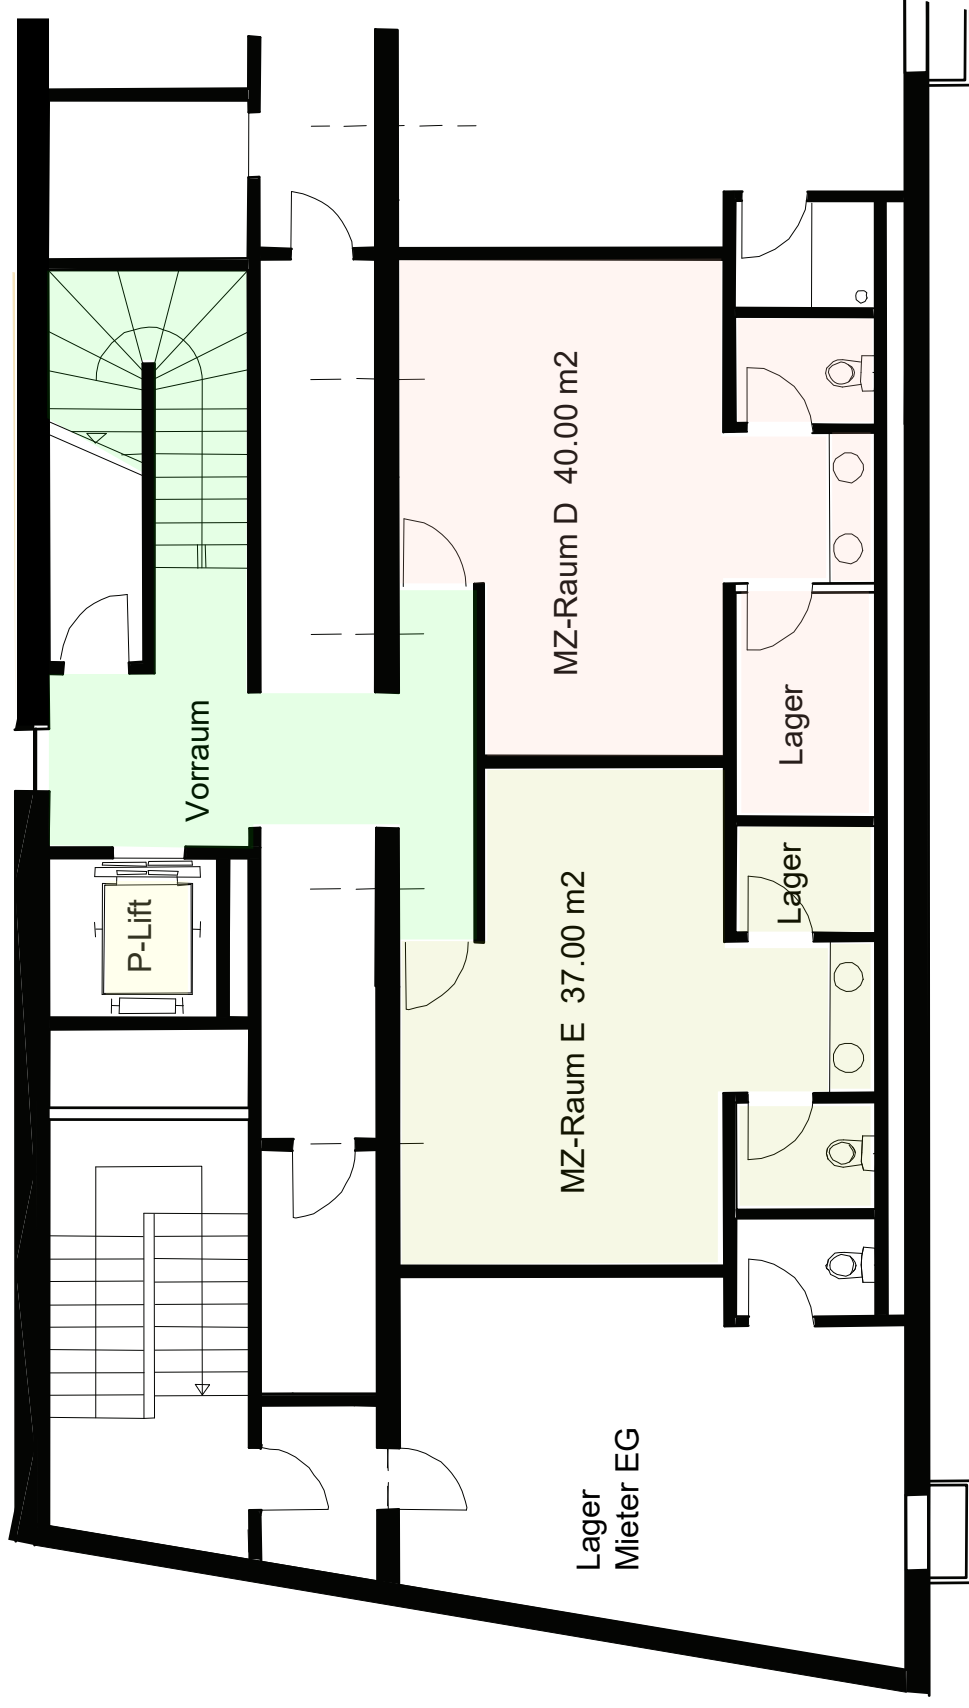 Vorraum
P-Lift
MZ-Raum D 40.00 m2
Lager
Lager
MZ-Raum E 37.00 m2
Lager
Mieter EG